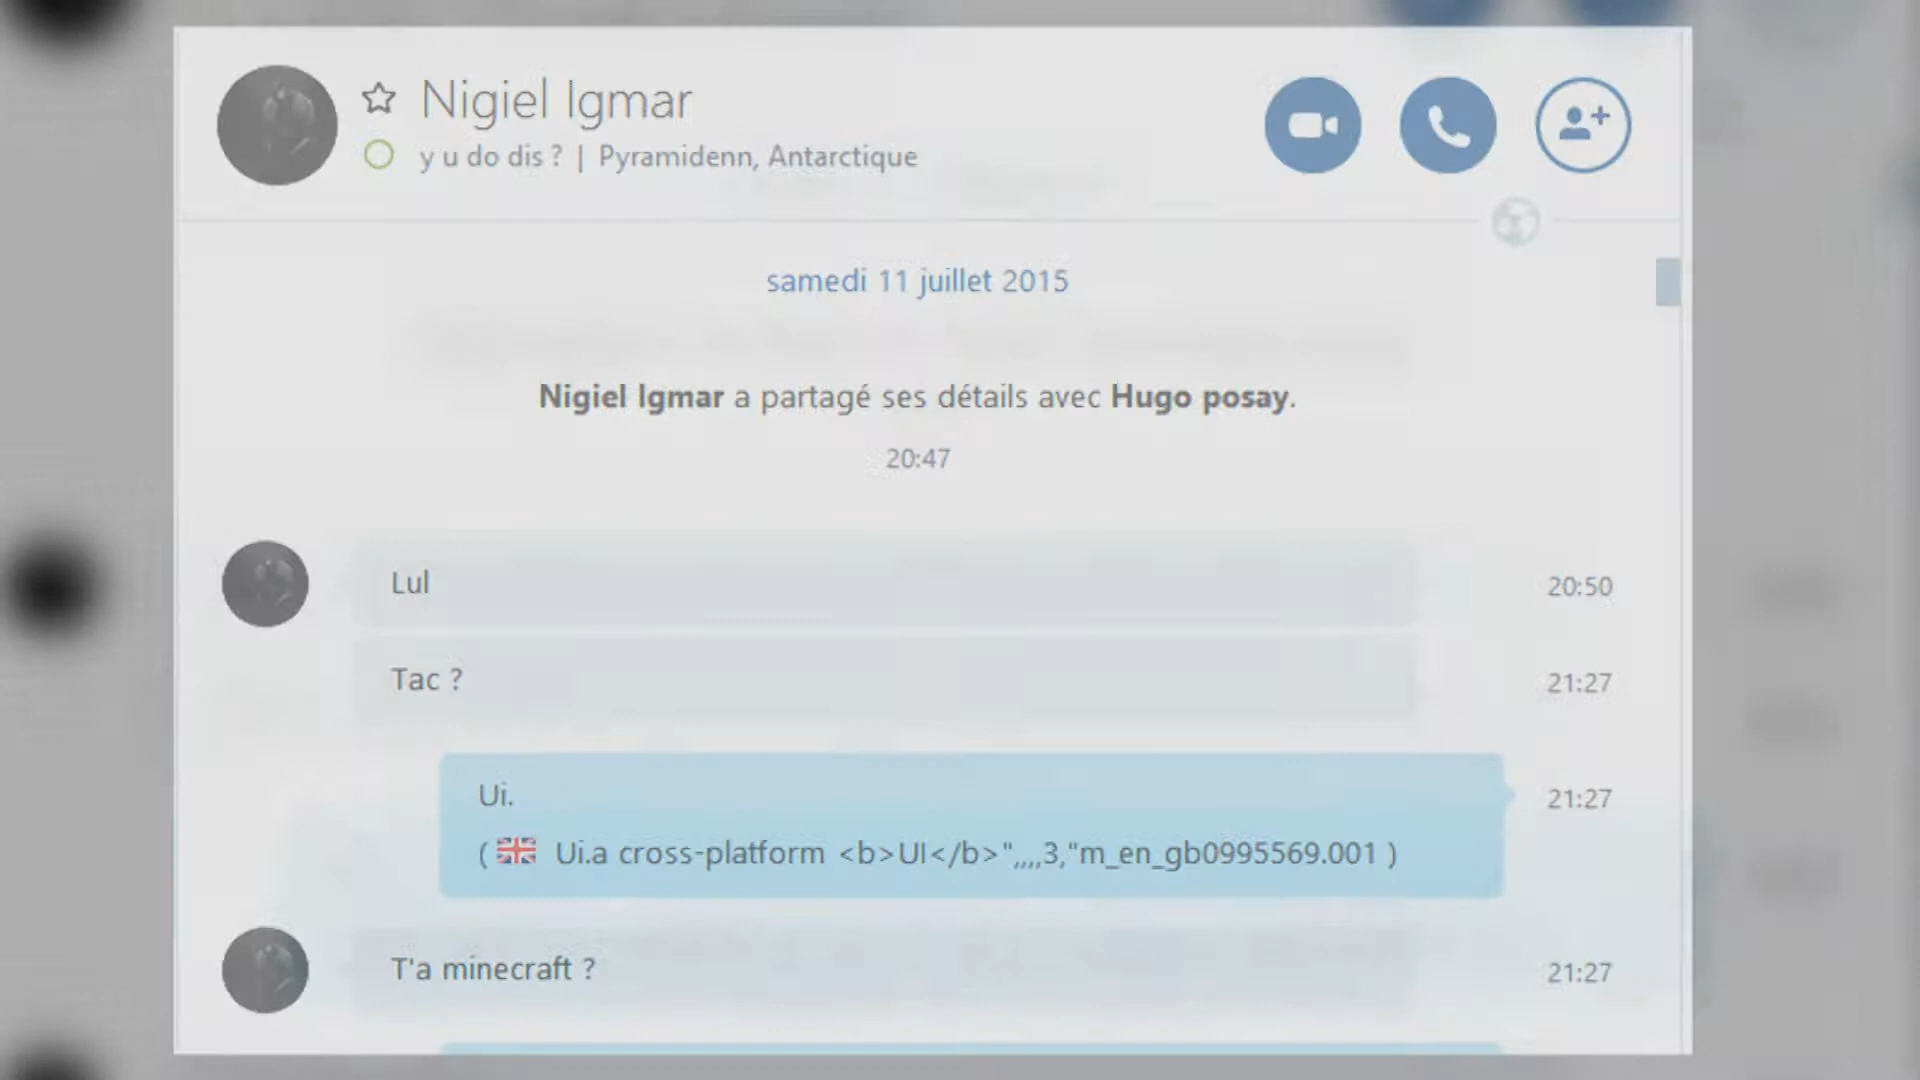 Nigiel Igmar
y u do dis ? | Pyramidenn, Antarctique
samedi 11 juillet 2015
Nigiel Igmar a partagé ses détails avec Hugo posay.
20:47
Lul
20:50
Tac ?
21:27
Ui.
21:27
( Ui.a cross-platform <b>UI</b>",,,,3,"m_en_gb0995569.001 )
T'a minecraft ?
21:27